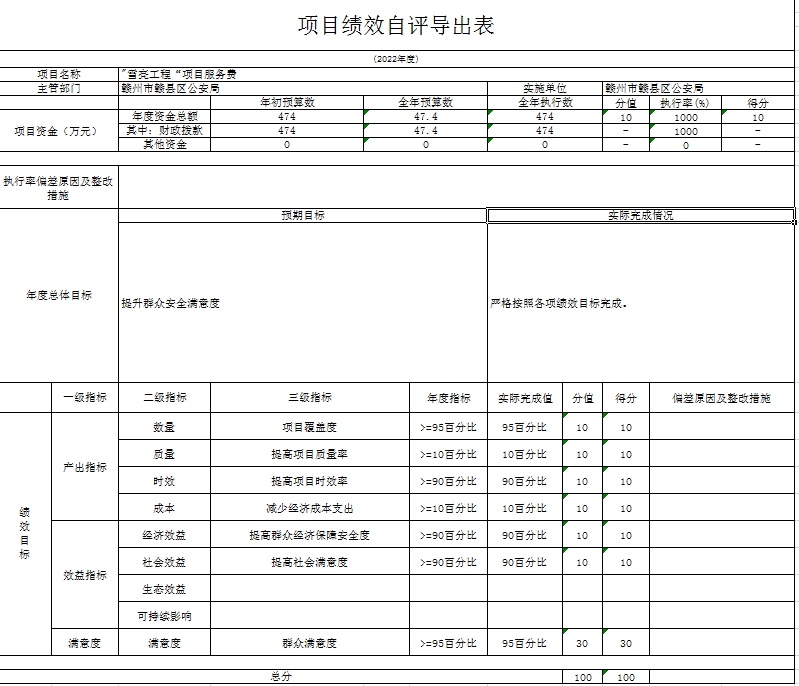 项目绩效自评导出表
(2022年度)
项目名称 "雪亮工程“项目服务费
主管部门 赣州市赣县区公安局 实施单位 赣州市赣县区公安局
项目资金（万元） 年初预算数 全年预算数 全年执行数 分值 执行率(%) 得分
年度资金总额 474 47.4 474 10 1000 10
其中：财政拨款 474 47.4 474 - 1000 -
其他资金 0 0 0 - 0 -
执行率偏差原因及整改
措施
年度总体目标 预期目标 实际完成情况
提升群众安全满意度 严格按照各项绩效目标完成。
绩效目标 一级指标 二级指标 三级指标 年度指标 实际完成值 分值 得分 偏差原因及整改措施
产出指标 数量 项目覆盖度 >=95百分比 95百分比 10 10
质量 提高项目质量率 >=10百分比 10百分比 10 10
时效 提高项目时效率 >=90百分比 90百分比 10 10
成本 减少经济成本支出 >=10百分比 10百分比 10 10
效益指标 经济效益 提高群众经济保障安全度 >=90百分比 90百分比 10 10
社会效益 提高社会满意度 >=90百分比 90百分比 10 10
生态效益
可持续影响
满意度 满意度 群众满意度 >=95百分比 95百分比 30 30
总分 100 100